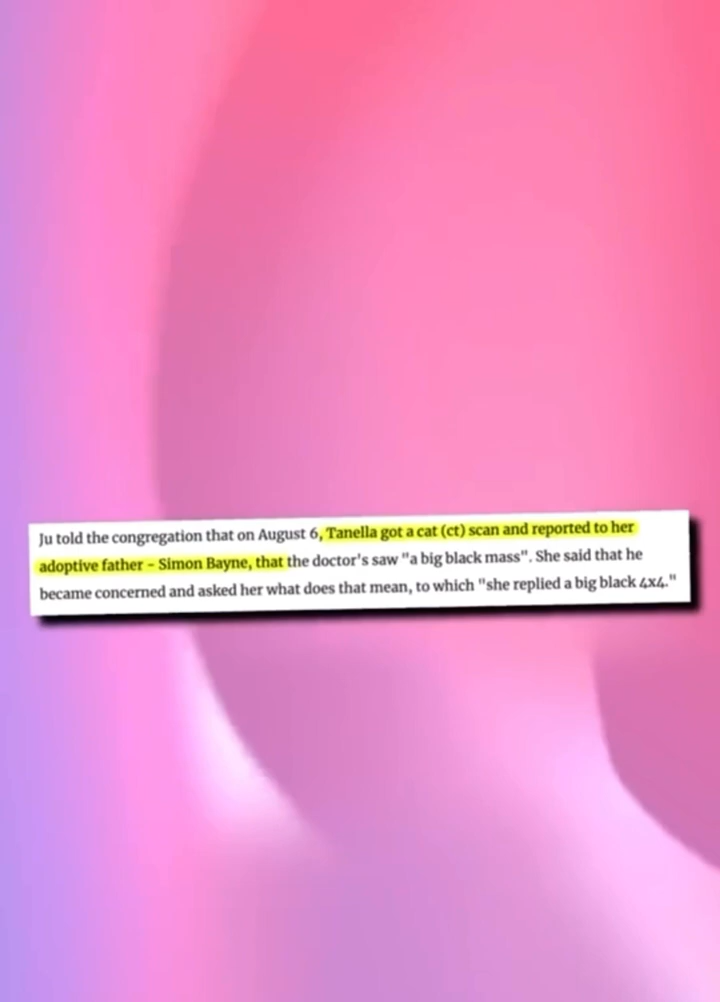 Ju told the congregation that on August 6, Tanella got a cat (ct) scan and reported to her
adoptive father – Simon Bayne, that the doctor's saw "a big black mass". She said that he
became concerned and asked her what does that mean, to which "she replied a big black 4x4."